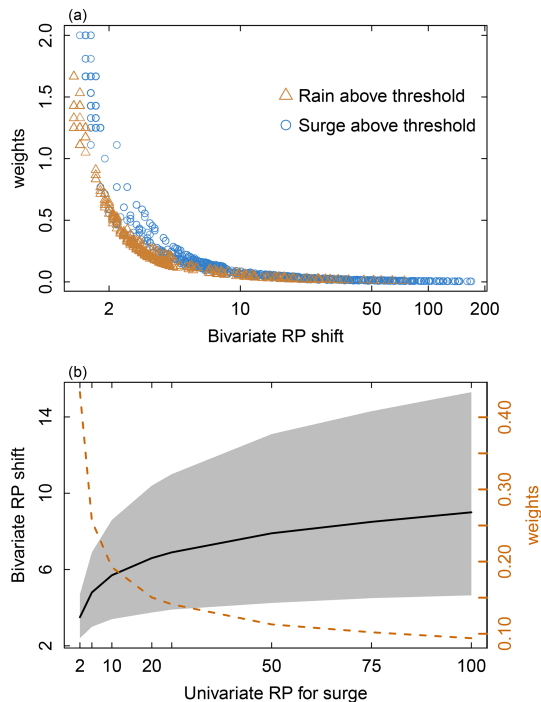 (a)
2.0
1.5
1.0
0.5
0.0
weights
Rain above threshold
Surge above threshold
2 10 50 100 200
Bivariate RP shift
(b)
14
10
6
2
Bivariate RP shift
0.40
0.30
0.20
0.10
weights
2 10 20 50 75 100
Univariate RP for surge